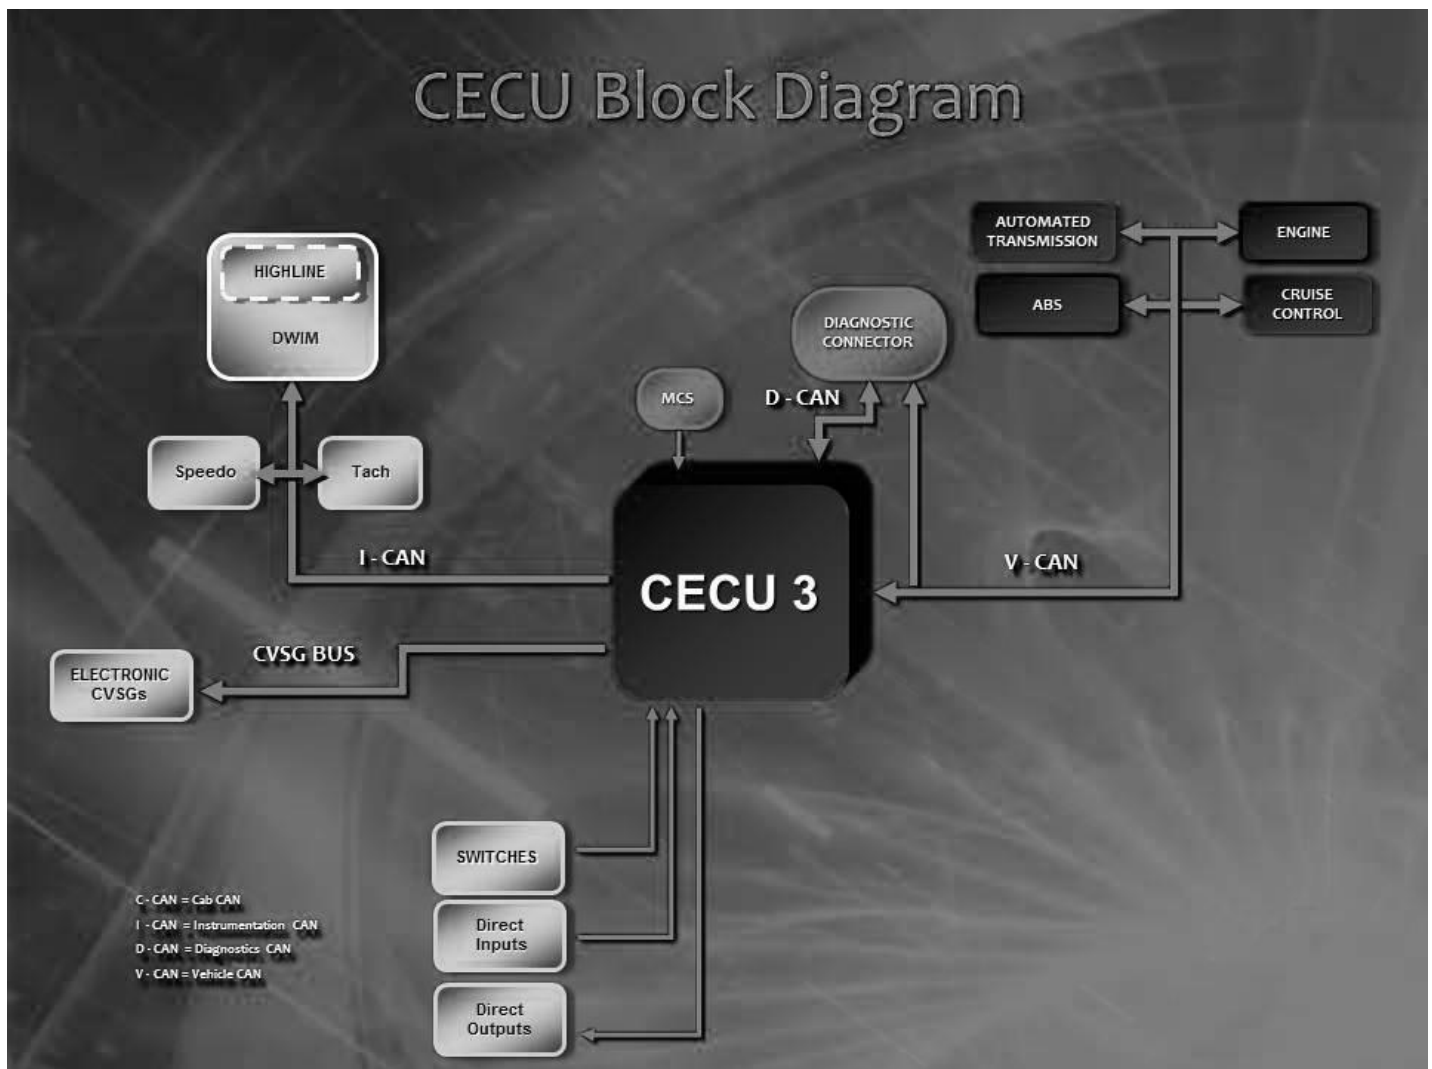 CECU Block Diagram
HIGHLINE
DWIM
Speedo
Tach
I - CAN
MCS
D - CAN
DIAGNOSTIC
CONNECTOR
AUTOMATED
TRANSMISSION
ENGINE
ABS
CRUISE
CONTROL
V - CAN
CECU 3
CVSG BUS
ELECTRONIC
CVSGs
SWITCHES
Direct
Inputs
Direct
Outputs
C - CAN = Cab CAN
I - CAN = Instrumentation CAN
D - CAN = Diagnostics CAN
V - CAN = Vehicle CAN